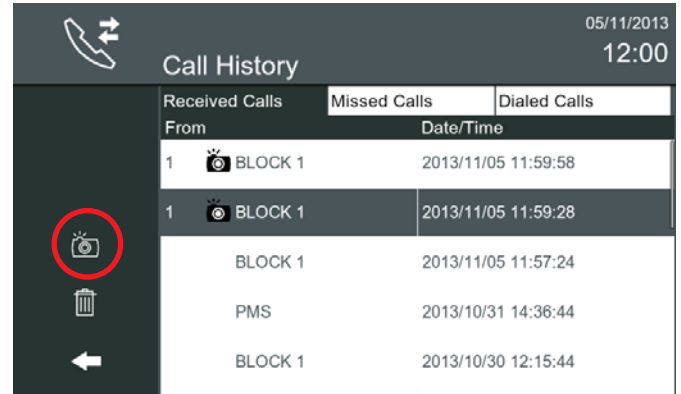 05/11/2013
12:00
Call History
Received Calls Missed Calls Dialed Calls
From Date/Time
1 BLOCK 1 2013/11/05 11:59:58
1 BLOCK 1 2013/11/05 11:59:28
BLOCK 1 2013/11/05 11:57:24
PMS 2013/10/31 14:36:44
BLOCK 1 2013/10/30 12:15:44